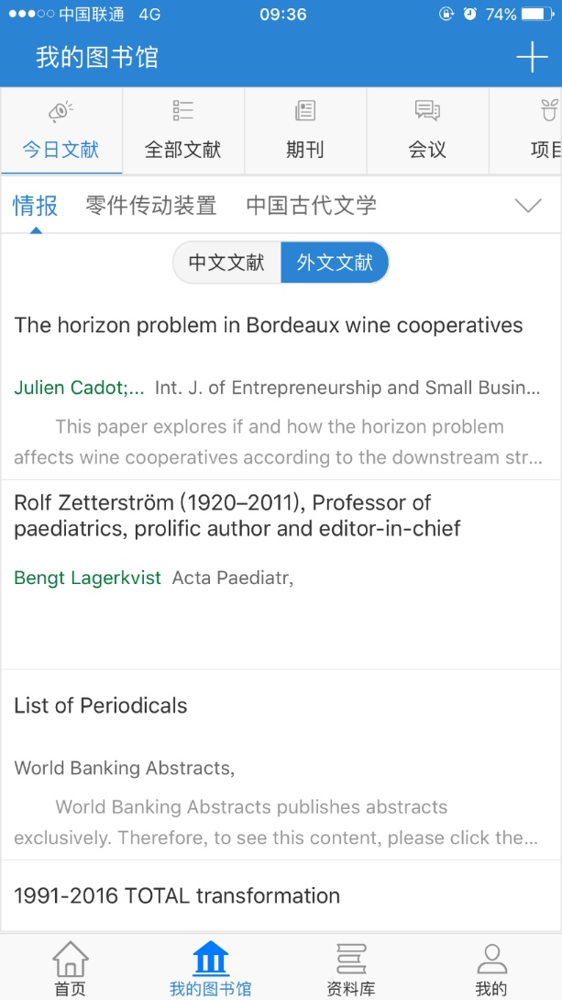 中国联通 4G 09:36 74%
我的图书馆
今日文献 全部文献 期刊 会议
情报 零件传动装置 中国古代文学
中文文献 外文文献
The horizon problem in Bordeaux wine cooperatives
Julien Cadot;... Int. J. of Entrepreneurship and Small Busin...
This paper explores if and how the horizon problem
affects wine cooperatives according to the downstream str...
Rolf Zetterström (1920–2011), Professor of
paediatrics, prolific author and editor-in-chief
Bengt Lagerkvist Acta Paediatr,
List of Periodicals
World Banking Abstracts,
World Banking Abstracts publishes abstracts
exclusively. Therefore, to see this content, please click the...
1991-2016 TOTAL transformation
首页 我的图书馆 资料库 我的